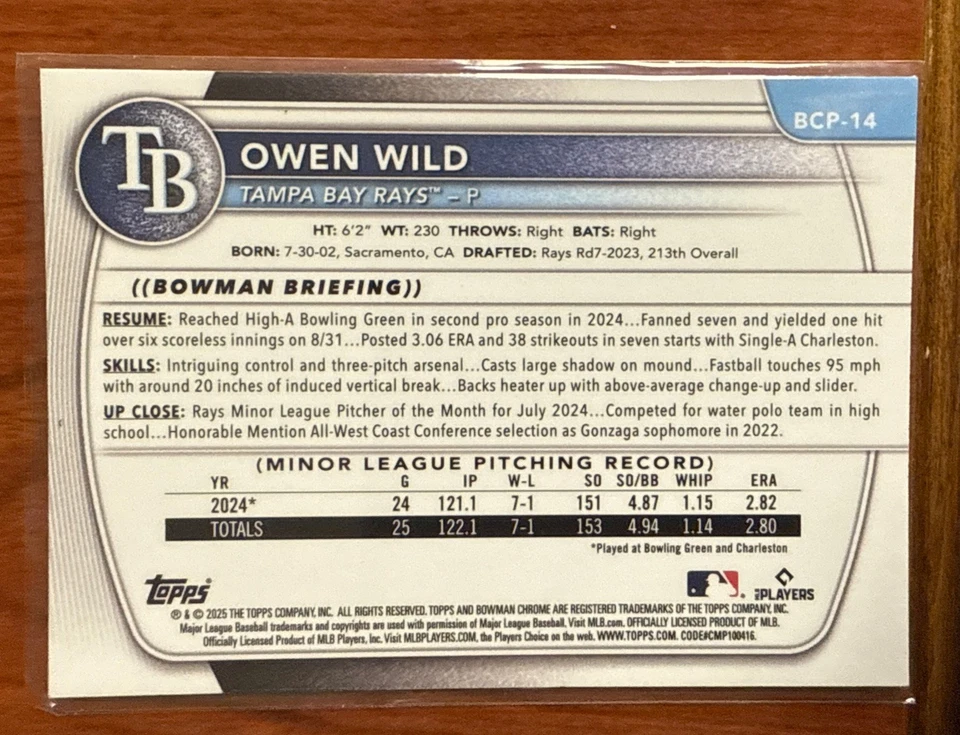 BCP-14
TB
OWEN WILD
TAMPA BAY RAYS™ – P
HT: 6'2" WT: 230 THROWS: Right BATS: Right
BORN: 7-30-02, Sacramento, CA DRAFTED: Rays Rd7-2023, 213th Overall
((BOWMAN BRIEFING))
RESUME: Reached High-A Bowling Green in second pro season in 2024...Fanned seven and yielded one hit
over six scoreless innings on 8/31...Posted 3.06 ERA and 38 strikeouts in seven starts with Single-A Charleston.
SKILLS: Intriguing control and three-pitch arsenal...Casts large shadow on mound...Fastball touches 95 mph
with around 20 inches of induced vertical break...Backs heater up with above-average change-up and slider.
UP CLOSE: Rays Minor League Pitcher of the Month for July 2024...Competed for water polo team in high
school...Honorable Mention All-West Coast Conference selection as Gonzaga sophomore in 2022.
(MINOR LEAGUE PITCHING RECORD)
YR G IP W-L SO SO/BB WHIP ERA
2024* 24 121.1 7-1 151 4.87 1.15 2.82
TOTALS 25 122.1 7-1 153 4.94 1.14 2.80
*Played at Bowling Green and Charleston
Topps®
MLB PLAYERS
® & © 2025 THE TOPPS COMPANY, INC. ALL RIGHTS RESERVED. TOPPS AND BOWMAN CHROME ARE REGISTERED TRADEMARKS OF THE TOPPS COMPANY, INC.
Major League Baseball trademarks and copyrights are used with permission of Major League Baseball. Visit MLB.com. OFFICIALLY LICENSED PRODUCT OF MLB.
Officially Licensed Product of MLB Players, Inc. Visit MLBPLAYERS.COM, the Players Choice on the web. WWW.TOPPS.COM. CODE#CMP100416.